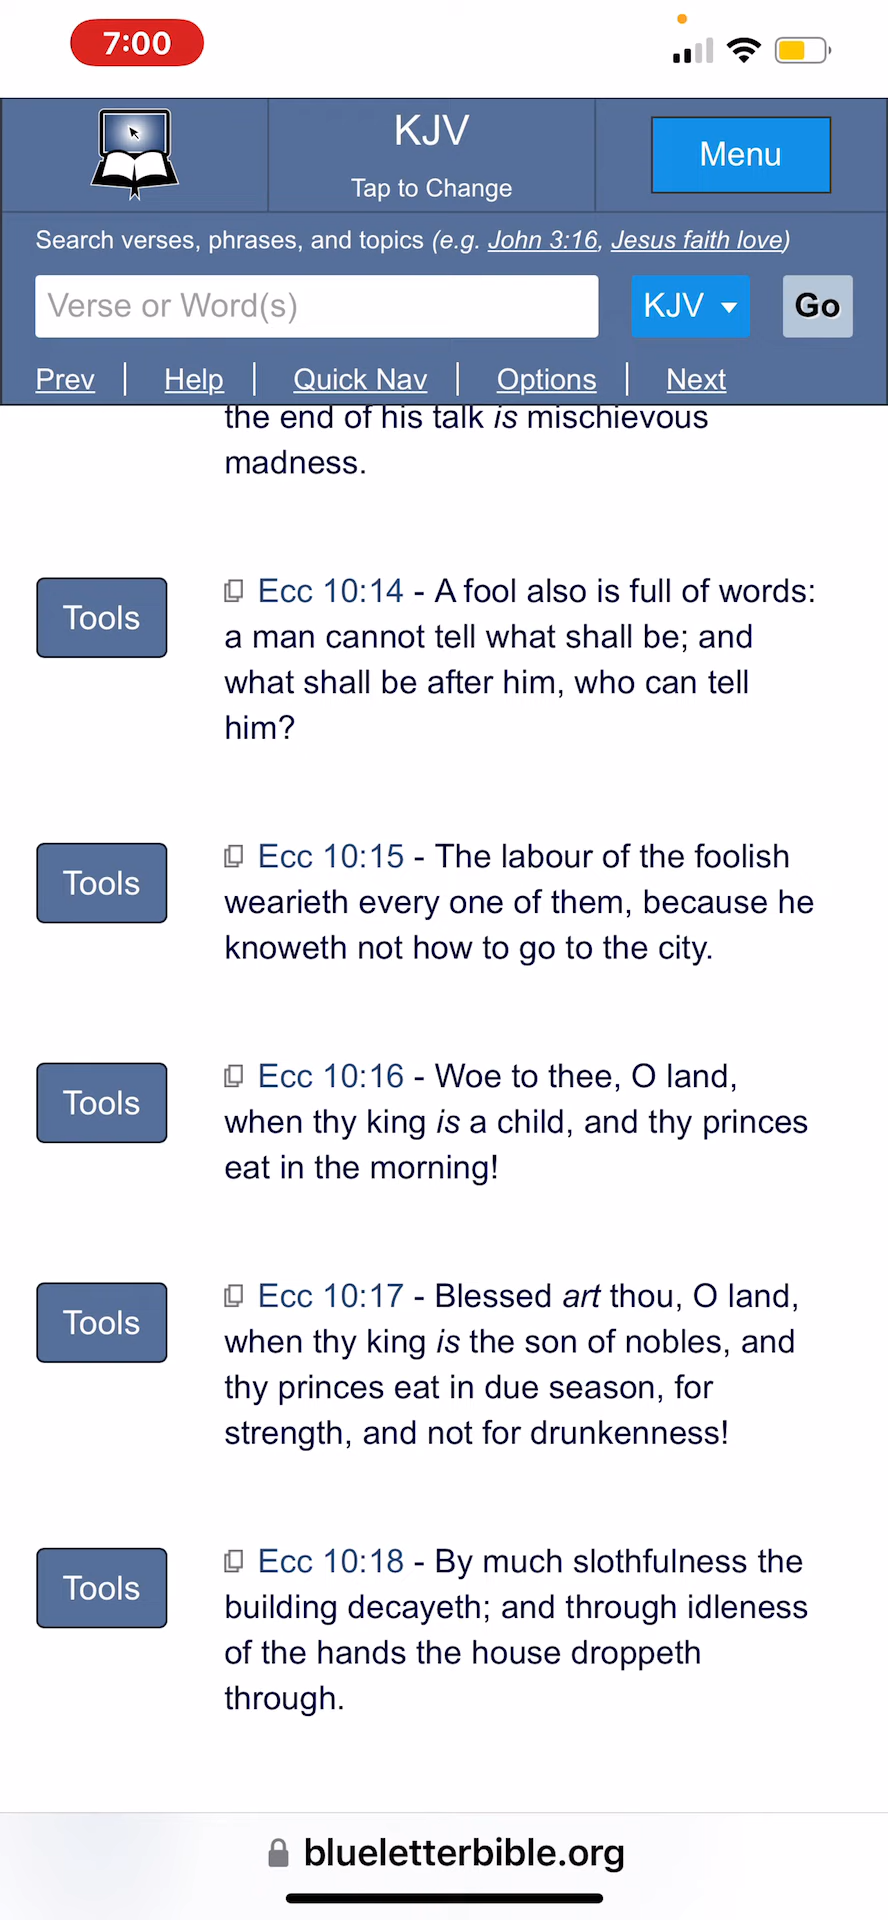 7:00
KJV
Tap to Change
Menu
Search verses, phrases, and topics (e.g. John 3:16, Jesus faith love)
Verse or Word(s)
KJV
Go
Prev | Help | Quick Nav | Options | Next
the end of his talk is mischievous
madness.
Tools
Ecc 10:14 - A fool also is full of words:
a man cannot tell what shall be; and
what shall be after him, who can tell
him?
Tools
Ecc 10:15 - The labour of the foolish
wearieth every one of them, because he
knoweth not how to go to the city.
Tools
Ecc 10:16 - Woe to thee, O land,
when thy king is a child, and thy princes
eat in the morning!
Tools
Ecc 10:17 - Blessed art thou, O land,
when thy king is the son of nobles, and
thy princes eat in due season, for
strength, and not for drunkenness!
Tools
Ecc 10:18 - By much slothfulness the
building decayeth; and through idleness
of the hands the house droppeth
through.
blueletterbible.org